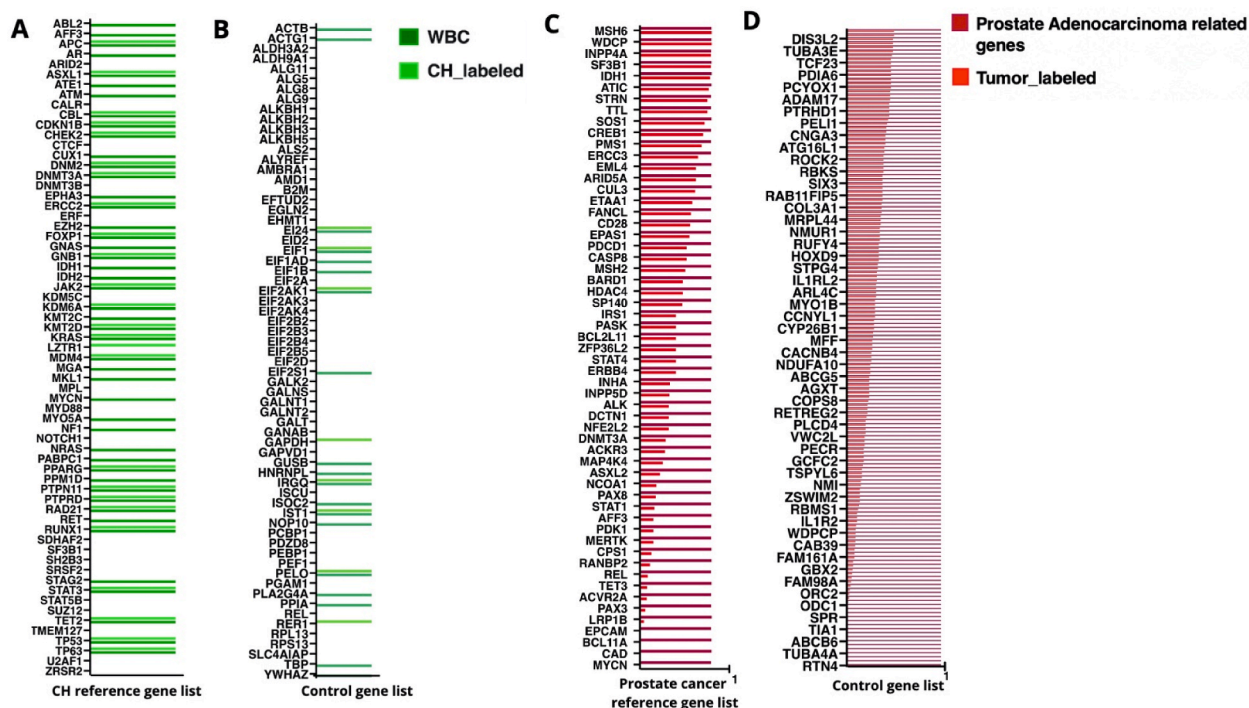 A
ABL2
AFF3
APC
AR
ARID2
ASXL1
ATE1
ATM
CALR
CBL
CDKN1B
CHEK2
CTCF
CUX1
DNM2
DNMT3A
DNMT3B
EPHA3
ERCC2
ERF
EZH2
FOXP1
GNAS
GNB1
IDH1
IDH2
JAK2
KDM5C
KDM6A
KMT2C
KMT2D
KRAS
LZTR1
MDM4
MGA
MKL1
MPL
MYCN
MYD88
MYO5A
NF1
NOTCH1
NRAS
PABPC1
PPARG
PPM1D
PTPN11
PTPRD
RAD21
RET
RUNX1
SDHAF2
SF3B1
SH2B3
SRSF2
STAG2
STAT3
STAT5B
SUZ12
TET2
TMEM127
TP53
TP63
U2AF1
ZRSR2
CH reference gene list
B
ACTB
ACTG1
ALDH3A2
ALDH9A1
ALG11
ALG5
ALG8
ALG9
ALKBH1
ALKBH2
ALKBH3
ALKBH5
ALS2
ALYREF
AMBRA1
AMD1
B2M
EFTUD2
EGLN2
EHMT1
EI24
EID2
EIF1
EIF1AD
EIF1B
EIF2A
EIF2AK1
EIF2AK3
EIF2AK4
EIF2B2
EIF2B3
EIF2B4
EIF2B5
EIF2D
EIF2S1
GALK2
GALNS
GALNT1
GALNT2
GALT
GANAB
GAPDH
GAPVD1
GUSB
HNRNPL
IRGQ
ISCU
ISOC2
IST1
NOP10
PCBP1
PDZD8
PEBP1
PEF1
PELO
PGAM1
PLA2G4A
PPIA
REL
RER1
RPL13
RPS13
SLC4AIAP
TBP
YWHAZ
Control gene list
WBC
CH_labeled
C
MSH6
WDCP
INPP4A
SF3B1
IDH1
ATIC
STRN
TTL
SOS1
CREB1
PMS1
ERCC3
EML4
ARID5A
CUL3
ETAA1
FANCL
CD28
EPAS1
PDCD1
CASP8
MSH2
BARD1
HDAC4
SP140
IRS1
PASK
BCL2L11
ZFP36L2
STAT4
ERBB4
INHA
INPP5D
ALK
DCTN1
NFE2L2
DNMT3A
ACKR3
MAP4K4
ASXL2
NCOA1
PAX8
STAT1
AFF3
PDK1
MERTK
CPS1
RANBP2
REL
TET3
ACVR2A
PAX3
LRP1B
EPCAM
BCL11A
CAD
MYCN
1
Prostate cancer
reference gene list
D
DIS3L2
TUBA3E
TCF23
PDIA6
PCYOX1
ADAM17
PTRHD1
PELI1
CNGA3
ATG16L1
ROCK2
RBKS
SIX3
RAB11FIP5
COL3A1
MRPL44
NMUR1
RUFY4
HOXD9
STPG4
IL1RL2
ARL4C
MYO1B
CCNYL1
CYP26B1
MFF
CACNB4
NDUFA10
ABCG5
AGXT
COPS8
RETREG2
PLCD4
VWC2L
PECR
GCFC2
TSPYL6
NMI
ZSWIM2
RBMS1
IL1R2
WDPCP
CAB39
FAM161A
GBX2
FAM98A
ORC2
ODC1
SPR
TIA1
ABCB6
TUBA4A
RTN4
1
Control gene list
Prostate Adenocarcinoma related
genes
Tumor_labeled